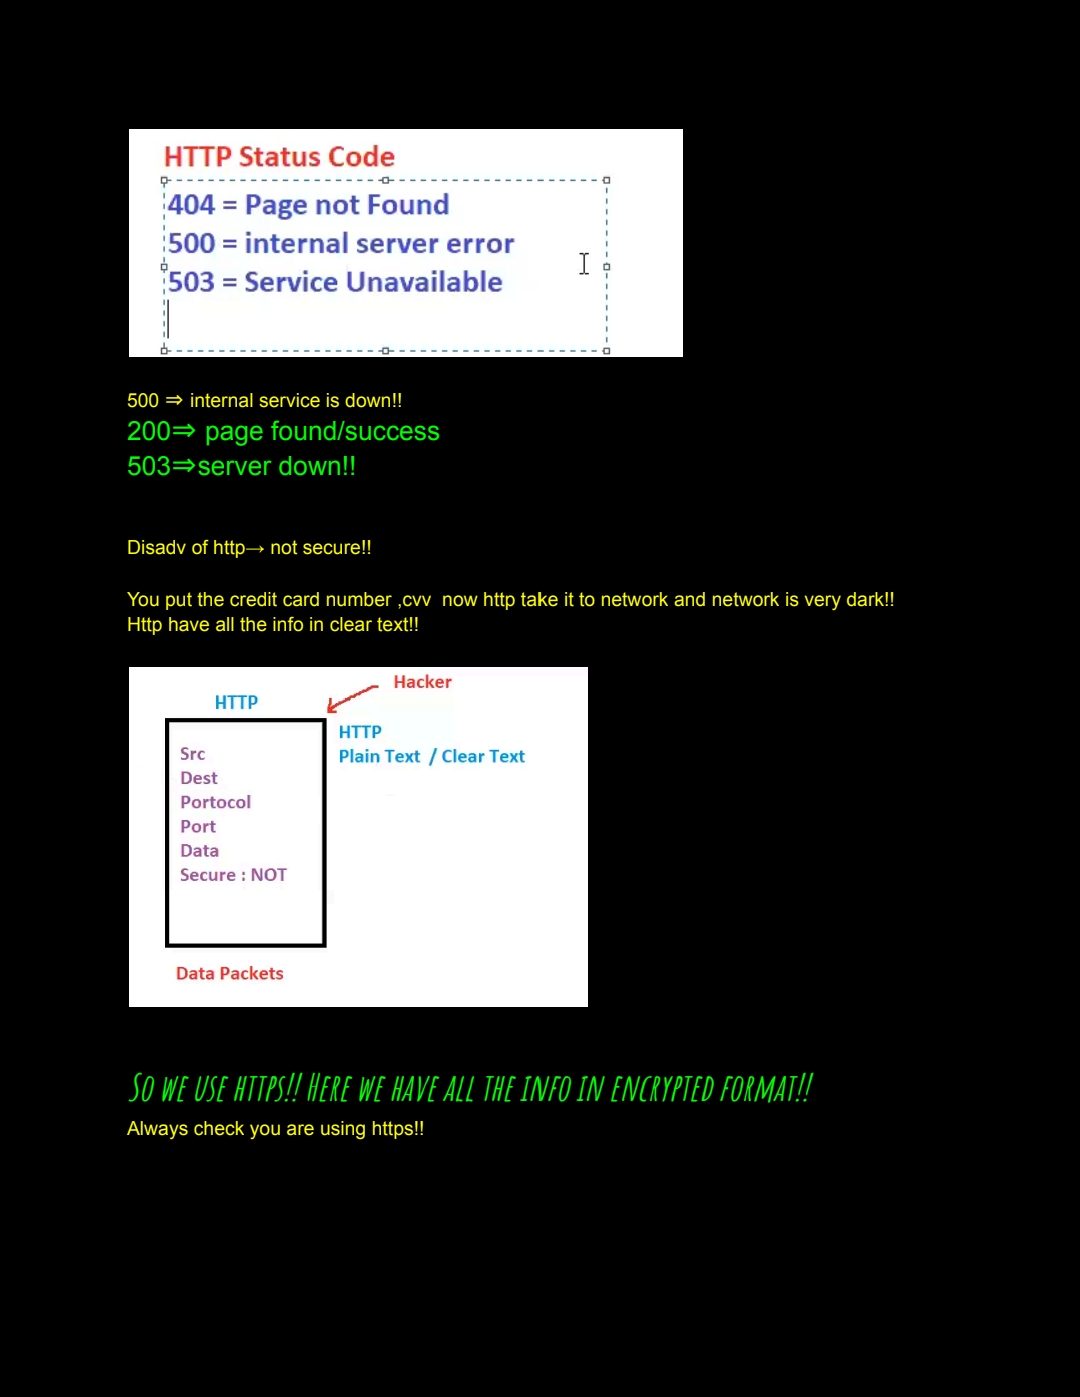 HTTP Status Code
404 = Page not Found
500 = internal server error
503 = Service Unavailable
500 ⇒ internal service is down!!
200⇒ page found/success
503⇒server down!!
Disadv of http→ not secure!!
You put the credit card number ,cvv  now http take it to network and network is very dark!!
Http have all the info in clear text!!
Hacker
HTTP
HTTP
Plain Text / Clear Text
Src
Dest
Portocol
Port
Data
Secure : NOT
Data Packets
So we use https!! Here we have all the info in encrypted format!!
Always check you are using https!!